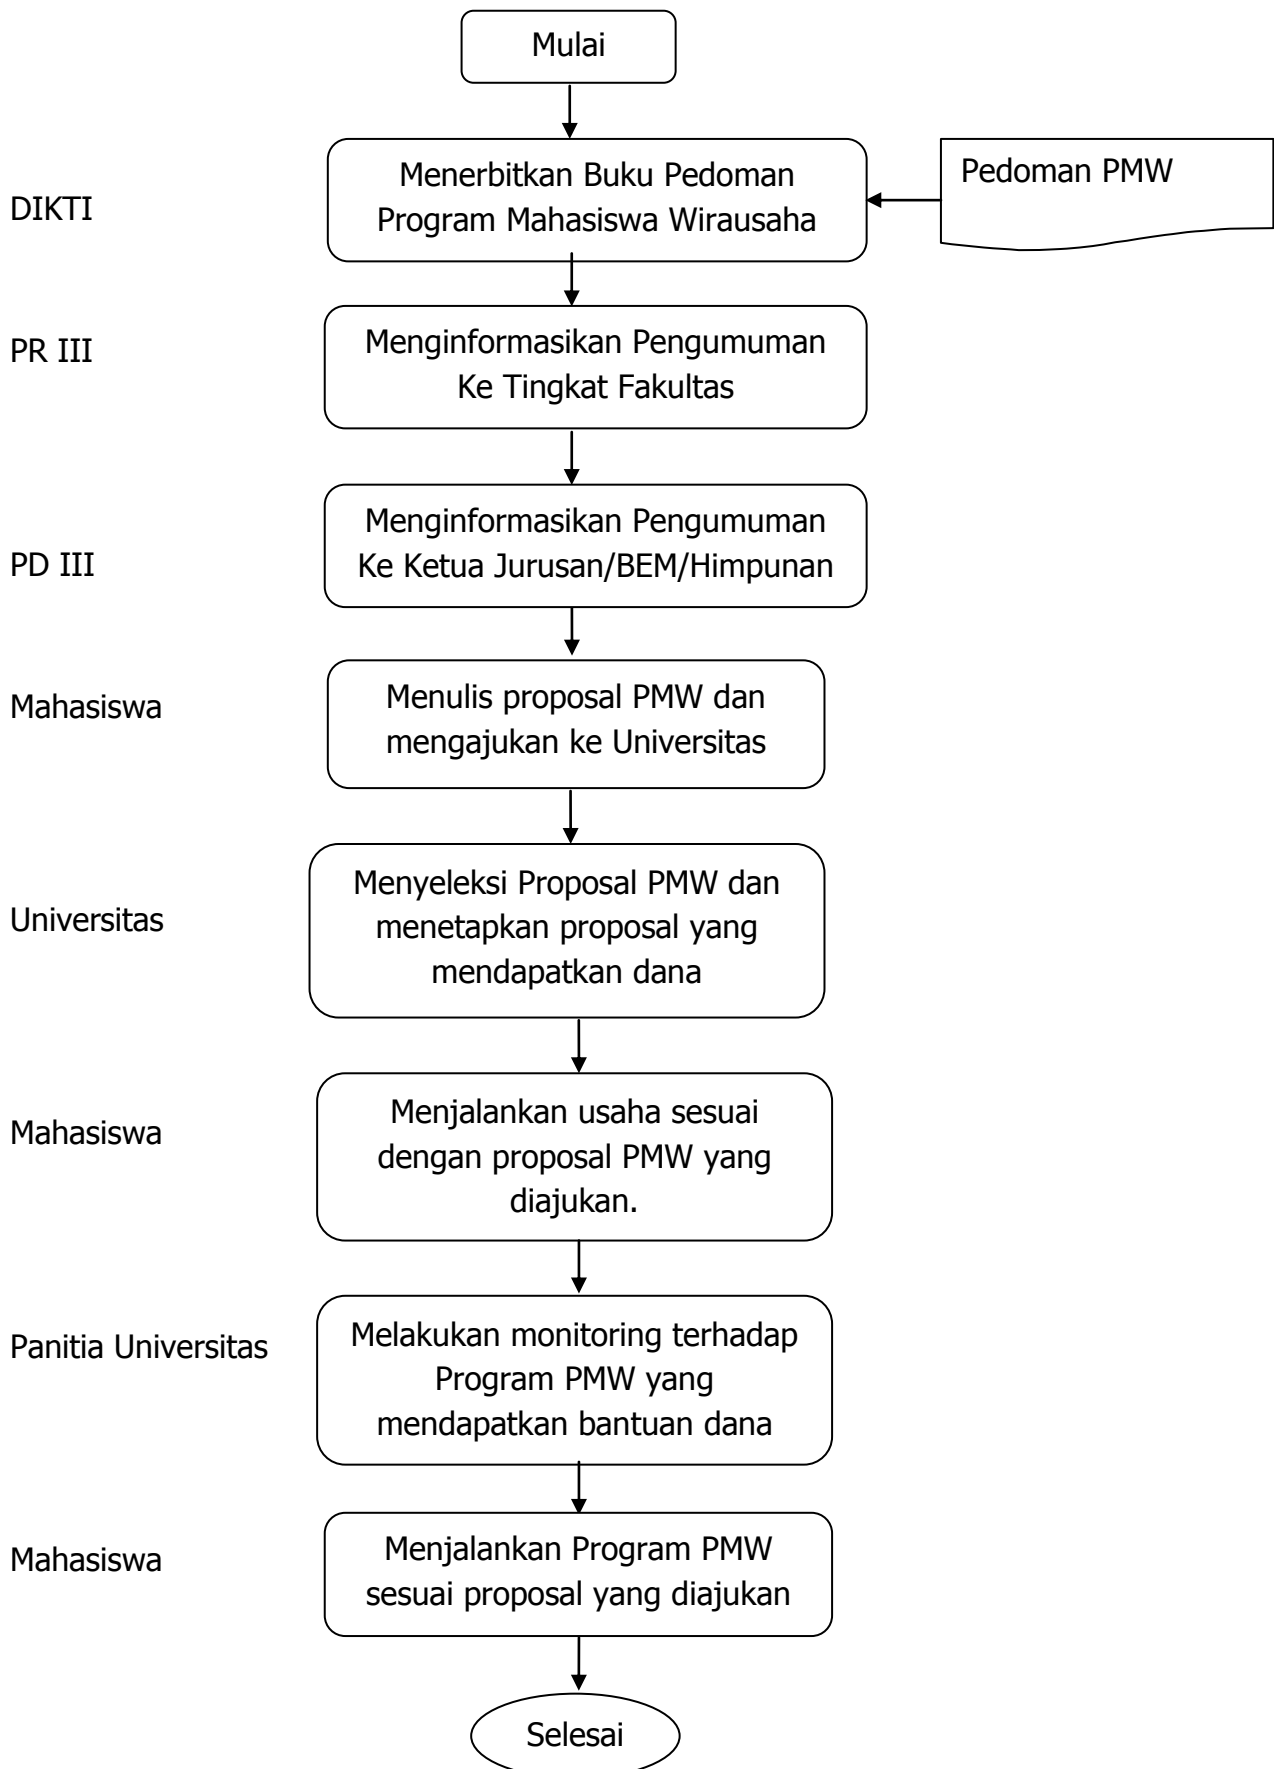 Mulai
DIKTI
Menerbitkan Buku Pedoman
Program Mahasiswa Wirausaha
Pedoman PMW
PR III
Menginformasikan Pengumuman
Ke Tingkat Fakultas
PD III
Menginformasikan Pengumuman
Ke Ketua Jurusan/BEM/Himpunan
Mahasiswa
Menulis proposal PMW dan
mengajukan ke Universitas
Universitas
Menyeleksi Proposal PMW dan
menetapkan proposal yang
mendapatkan dana
Mahasiswa
Menjalankan usaha sesuai
dengan proposal PMW yang
diajukan.
Panitia Universitas
Melakukan monitoring terhadap
Program PMW yang
mendapatkan bantuan dana
Mahasiswa
Menjalankan Program PMW
sesuai proposal yang diajukan
Selesai